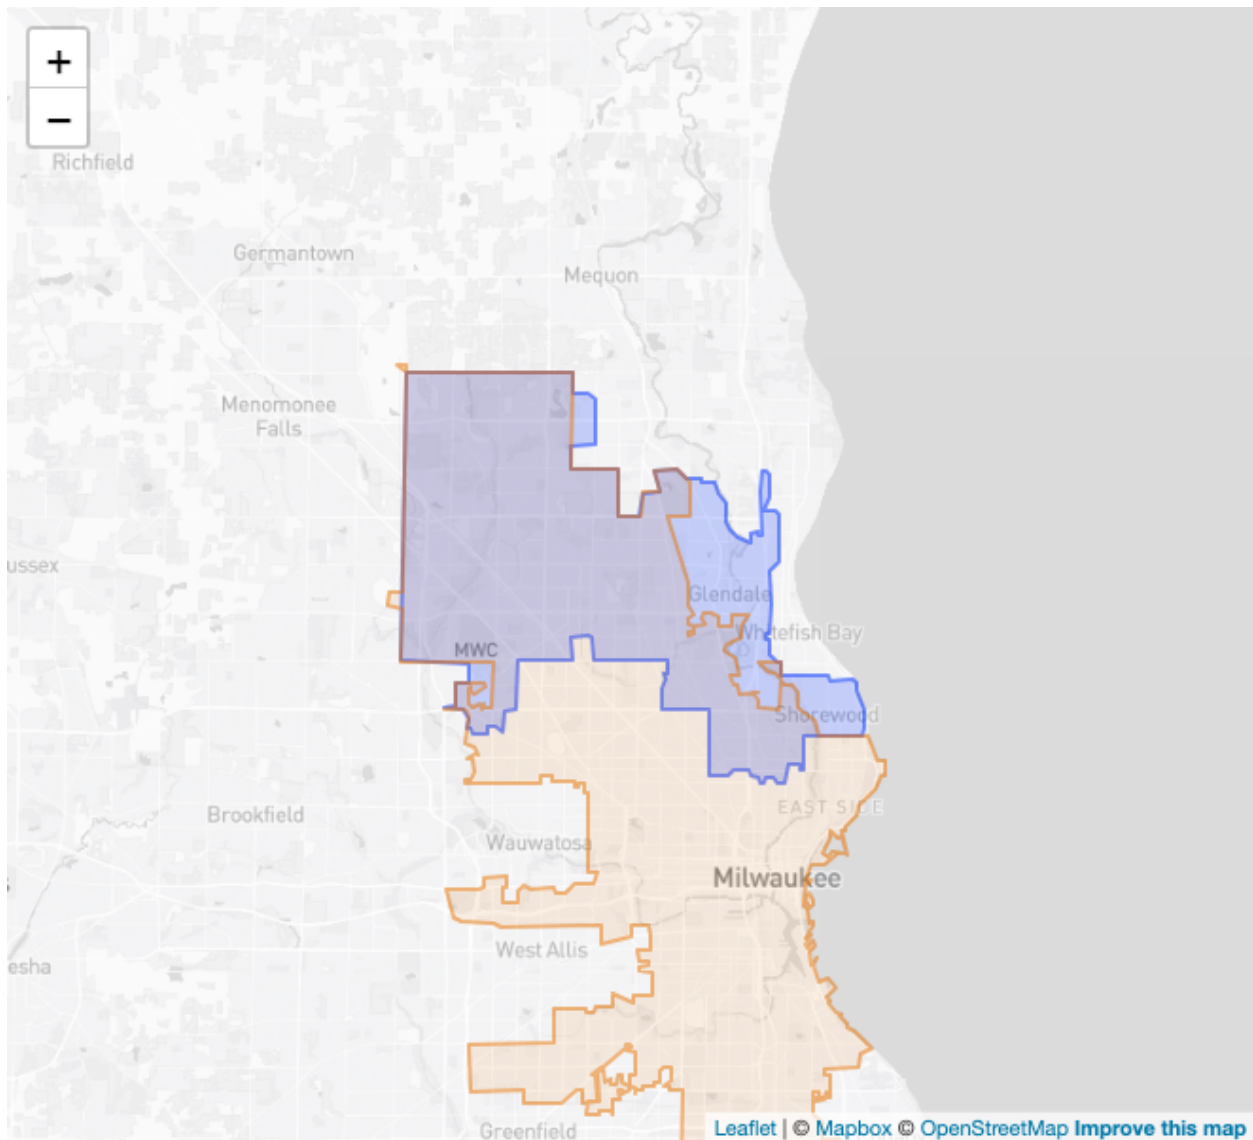 +
−
Richfield
Germantown
Mequon
Menomonee
Falls
ussex
Glendale
Whitefish Bay
MWC
Shorewood
Brookfield
EAST SIDE
Wauwatosa
Milwaukee
West Allis
esha
Greenfield
Leaflet | © Mapbox © OpenStreetMap Improve this map